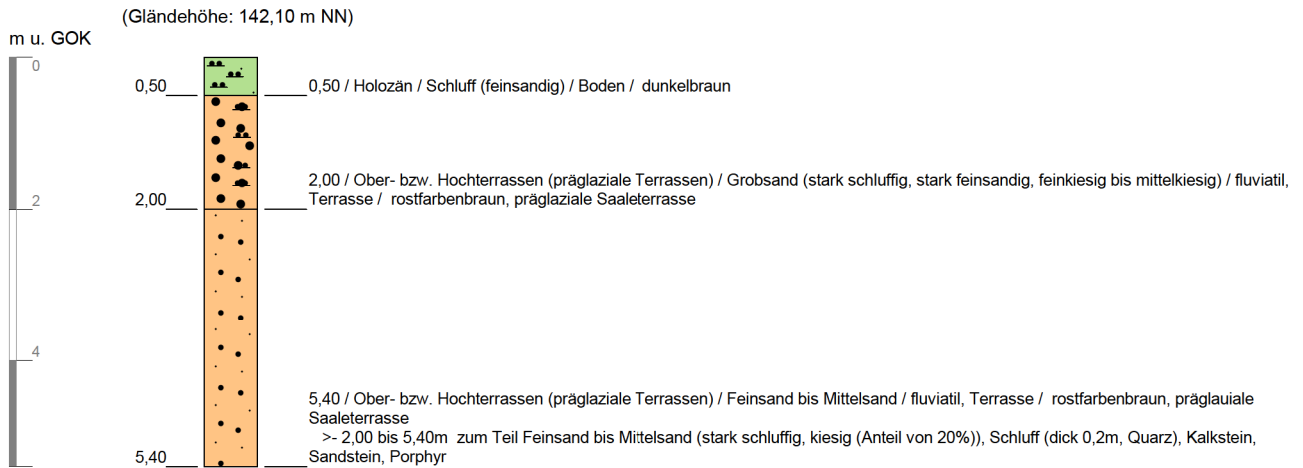 (Gländehöhe: 142,10 m NN)
m u. GOK
0
0,50
0,50 / Holozän / Schluff (feinsandig) / Boden / dunkelbraun
2,00 / Ober- bzw. Hochterrassen (präglaziale Terrassen) / Grobsand (stark schluffig, stark feinsandig, feinkiesig bis mittelkiesig) / fluviatil,
2,00
Terrasse / rostfarbenbraun, präglaziale Saaleterrasse
2
4
5,40 / Ober- bzw. Hochterrassen (präglaziale Terrassen) / Feinsand bis Mittelsand / fluviatil, Terrasse / rostfarbenbraun, präglauiale
Saaleterrasse
>- 2,00 bis 5,40m zum Teil Feinsand bis Mittelsand (stark schluffig, kiesig (Anteil von 20%)), Schluff (dick 0,2m, Quarz), Kalkstein,
5,40
Sandstein, Porphyr